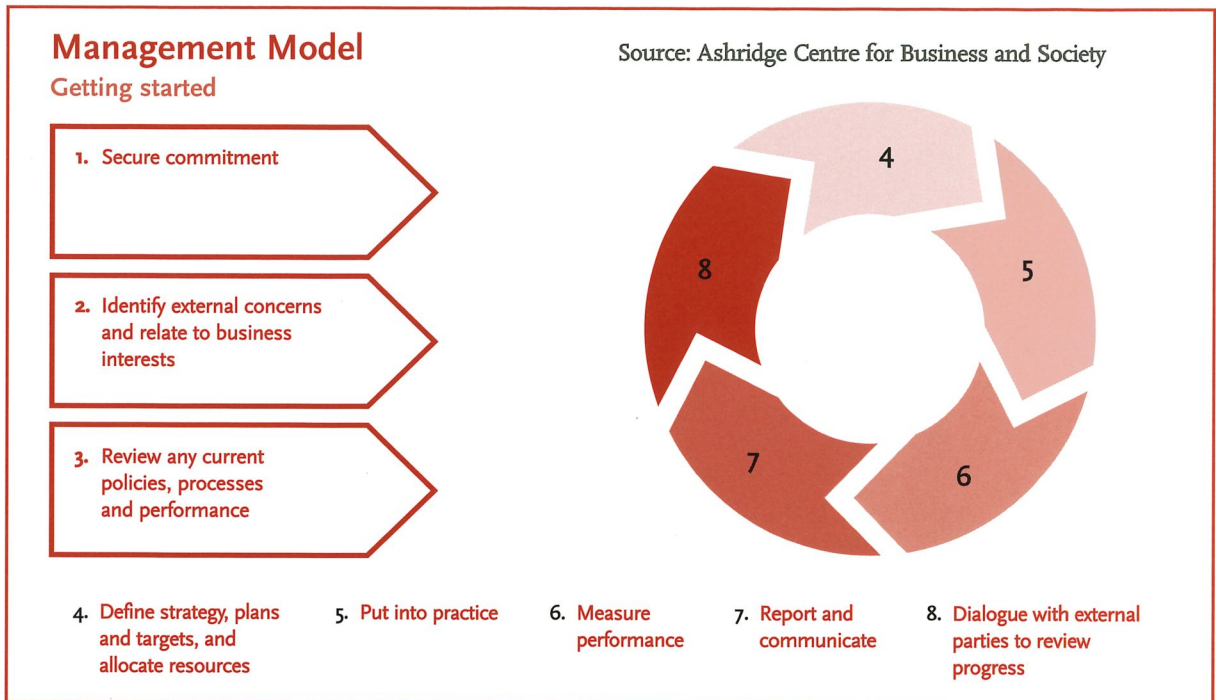 Management Model
Getting started
Source: Ashridge Centre for Business and Society
1. Secure commitment
2. Identify external concerns
and relate to business
interests
3. Review any current
policies, processes
and performance
4
5
6
7
8
4. Define strategy, plans
and targets, and
allocate resources
5. Put into practice
6. Measure
performance
7. Report and
communicate
8. Dialogue with external
parties to review
progress